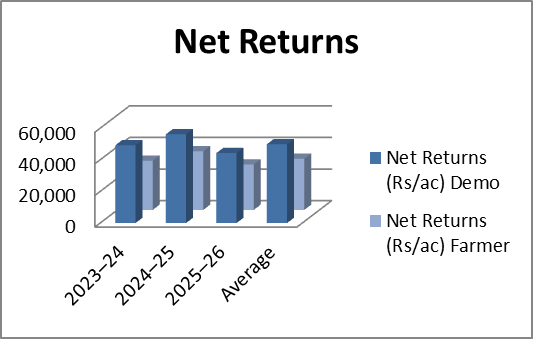 Net Returns
60,000
40,000
20,000
0
2023–24
2024–25
2025–26
Average
Net Returns
(Rs/ac) Demo
Net Returns
(Rs/ac) Farmer